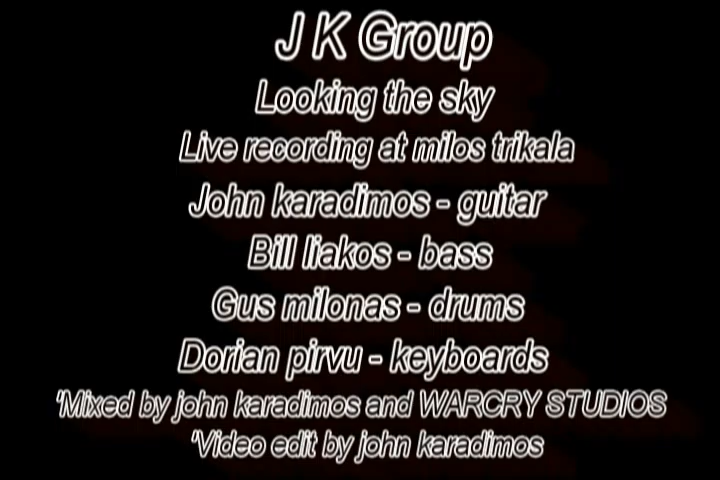 J K Group
Looking the sky
Live recording at milos trikala
John karadimos - guitar
Bill liakos - bass
Gus milonas - drums
Dorian pirvu - keyboards
'Mixed by john karadimos and WARCRY STUDIOS
'Video edit by john karadimos